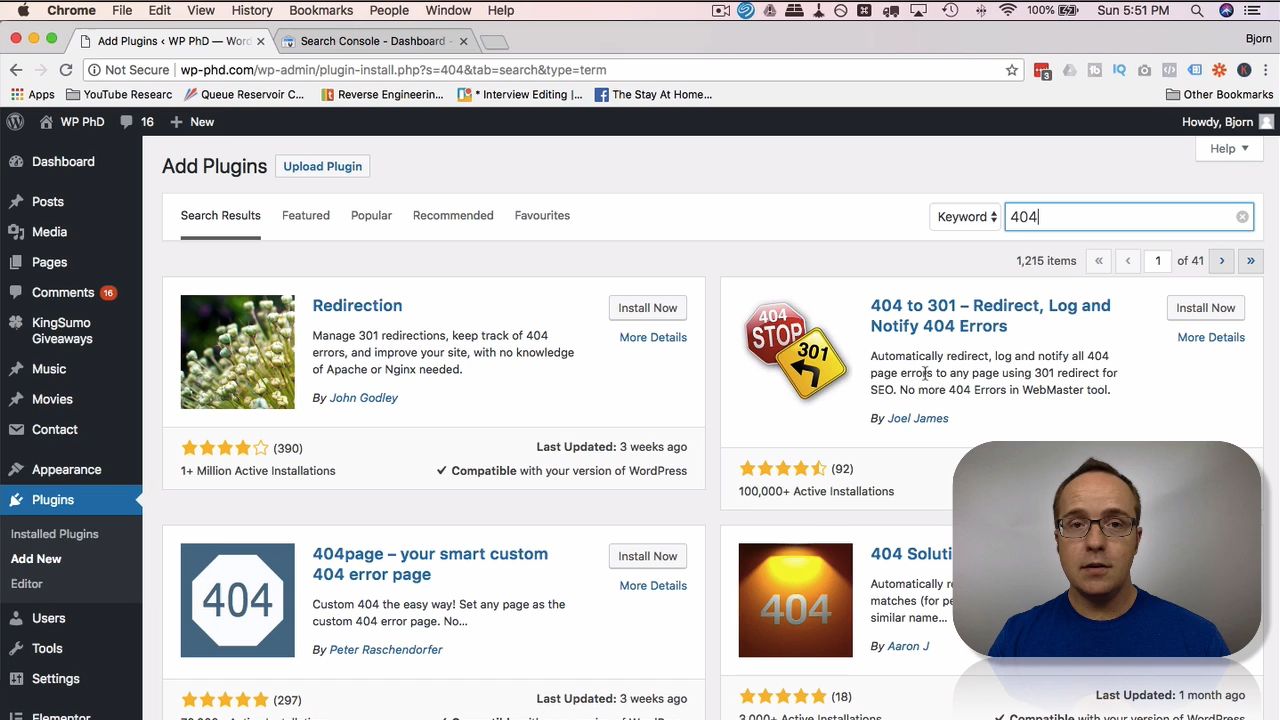 Chrome File Edit View History Bookmarks People Window Help 100% Sun 5:51 PM
Add Plugins ‹ WP PhD — Wor Search Console - Dashboard - Bjorn
Not Secure wp-phd.com/wp-admin/plugin-install.php?s=404&tab=search&type=term 3 K
Apps YouTube Researc Queue Reservoir C... Reverse Engineerin... * Interview Editing |... The Stay At Home... Other Bookmarks
WP PhD 16 New Howdy, Bjorn
Dashboard
Posts
Media
Pages
Comments 16
KingSumo
Giveaways
Music
Movies
Contact
Appearance
Plugins
Installed Plugins
Add New
Editor
Users
Tools
Settings
Elementor
Help
Add Plugins Upload Plugin
Search Results Featured Popular Recommended Favourites Keyword 404
1,215 items « ‹ 1 of 41 › »
Redirection
Install Now
More Details
Manage 301 redirections, keep track of 404
errors, and improve your site, with no knowledge
of Apache or Nginx needed.
By John Godley
(390)
Last Updated: 3 weeks ago
1+ Million Active Installations
Compatible with your version of WordPress
404
STOP
301
404 to 301 – Redirect, Log and
Notify 404 Errors
Install Now
More Details
Automatically redirect, log and notify all 404
page errors to any page using 301 redirect for
SEO. No more 404 Errors in WebMaster tool.
By Joel James
(92)
100,000+ Active Installations
404
404page – your smart custom
404 error page
Install Now
More Details
Custom 404 the easy way! Set any page as the
custom 404 error page. No...
By Peter Raschendorfer
(297)
Last Updated: 3 weeks ago
Compatible with your version of WordPress
404
404 Soluti
Automatically re
matches (for pe
similar name...
By Aaron J
(18)
Last Updated: 1 month ago
3,000+ Active Installations
Compatible with your version of WordPress